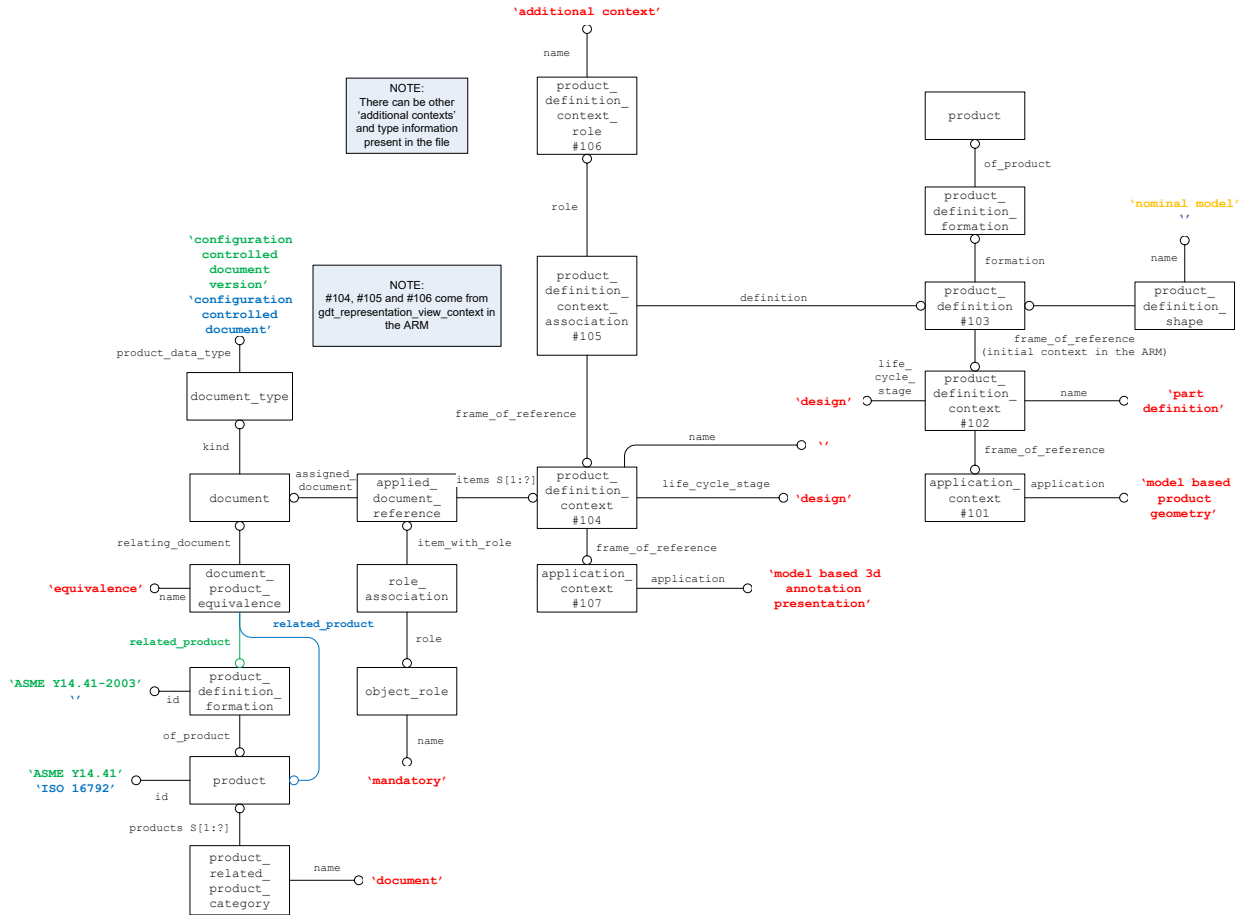 ‘additional context’
name
NOTE:
There can be other
‘additional contexts’
and type information
present in the file
product_
definition_
context_
role
#106
product
of_product
role
product_
definition_
formation
‘nominal model’
‘’
name
formation
‘configuration
controlled
document
version’
‘configuration
controlled
document’
NOTE:
#104, #105 and #106 come from
gdt_representation_view_context in
the ARM
product_
definition_
context_
association
#105
definition
product_
definition
#103
product_
definition_
shape
frame_of_reference
(initial context in the ARM)
product_data_type
document_type
life_
cycle_
stage
‘design’
product_
definition_
context
#102
name
‘part
definition’
frame_of_reference
kind
name
‘’
frame_of_reference
document
assigned_
document
applied_
document_
reference
items S[1:?]
product_
definition_
context
#104
life_cycle_stage
‘design’
application_
context
#101
application
‘model based
product
geometry’
relating_document
item_with_role
frame_of_reference
‘equivalence’
name
document_
product_
equivalence
role_
association
application_
context
#107
application
‘model based 3d
annotation
presentation’
related_product
related_product
role
‘ASME Y14.41-2003’
‘’
id
product_
definition_
formation
object_role
of_product
name
‘ASME Y14.41’
‘ISO 16792’
id
product
‘mandatory’
products S[1:?]
product_
related_
product_
category
name
‘document’